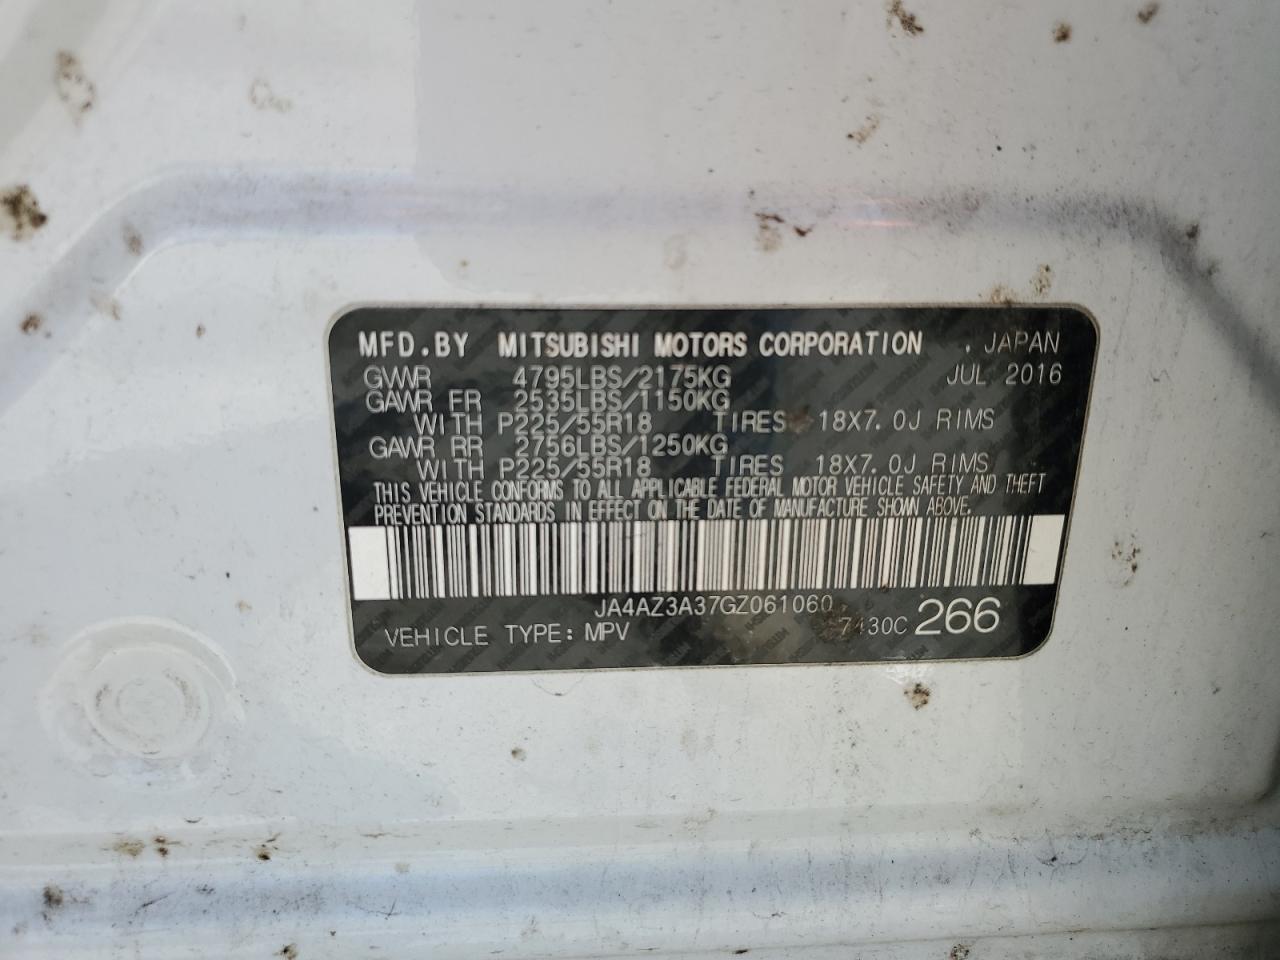 MFD.BY MITSUBISHI MOTORS CORPORATION , JAPAN
GVWR 4795LBS/2175KG JUL 2016
GAWR FR 2535LBS/1150KG
WITH P225/55R18 TIRES 18X7.0J RIMS
GAWR RR 2756LBS/1250KG
WITH P225/55R18 TIRES 18X7.0J RIMS
THIS VEHICLE CONFORMS TO ALL APPLICABLE FEDERAL MOTOR VEHICLE SAFETY AND THEFT
PREVENTION STANDARDS IN EFFECT ON THE DATE OF MANUFACTURE SHOWN ABOVE.
JA4AZ3A37GZ061060
VEHICLE TYPE: MPV 266